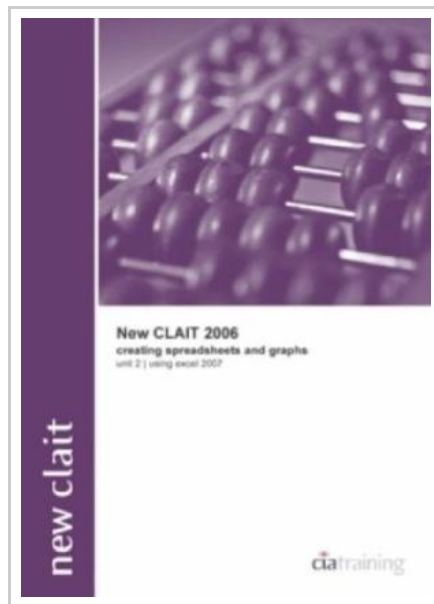 New CLAIT 2006
creating spreadsheets and graphs
unit 2 | using excel 2007
new clait
ciatraining